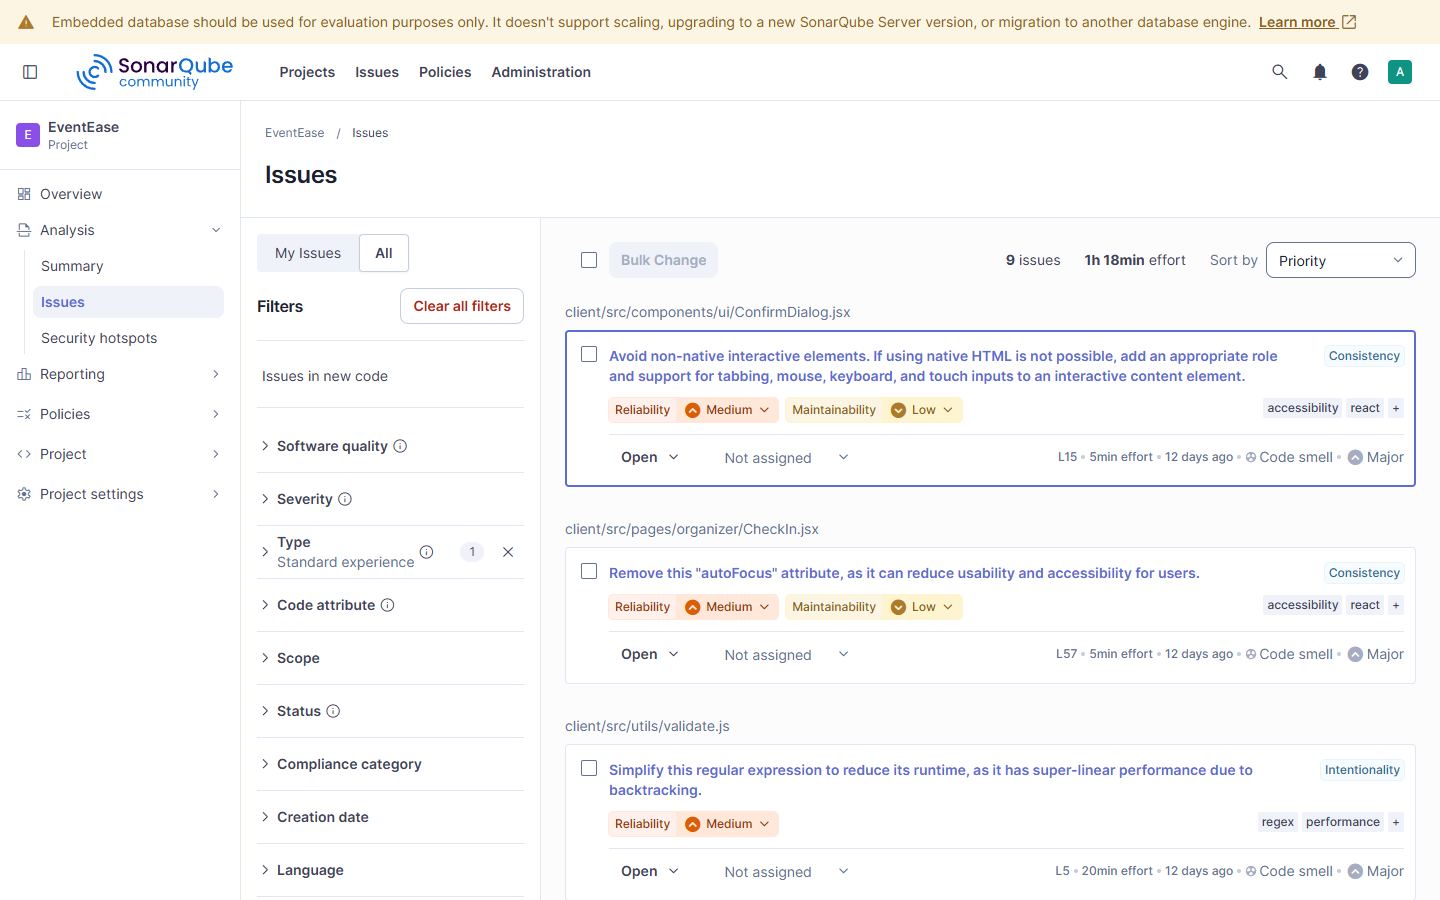 Embedded database should be used for evaluation purposes only. It doesn't support scaling, upgrading to a new SonarQube Server version, or migration to another database engine. Learn more
SonarQube community
Projects Issues Policies Administration
A
E
EventEase
Project
Overview
Analysis
Summary
Issues
Security hotspots
Reporting
Policies
Project
Project settings
EventEase / Issues
Issues
My Issues All
Filters Clear all filters
Issues in new code
Software quality
Severity
Type
Standard experience 1
Code attribute
Scope
Status
Compliance category
Creation date
Language
Bulk Change 9 issues 1h 18min effort Sort by Priority
client/src/components/ui/ConfirmDialog.jsx
Avoid non-native interactive elements. If using native HTML is not possible, add an appropriate role Consistency
and support for tabbing, mouse, keyboard, and touch inputs to an interactive content element.
Reliability Medium Maintainability Low accessibility react +
Open Not assigned L15 • 5min effort • 12 days ago • Code smell • Major
client/src/pages/organizer/CheckIn.jsx
Remove this "autoFocus" attribute, as it can reduce usability and accessibility for users. Consistency
Reliability Medium Maintainability Low accessibility react +
Open Not assigned L57 • 5min effort • 12 days ago • Code smell • Major
client/src/utils/validate.js
Simplify this regular expression to reduce its runtime, as it has super-linear performance due to Intentionality
backtracking.
Reliability Medium regex performance +
Open Not assigned L5 • 20min effort • 12 days ago • Code smell • Major